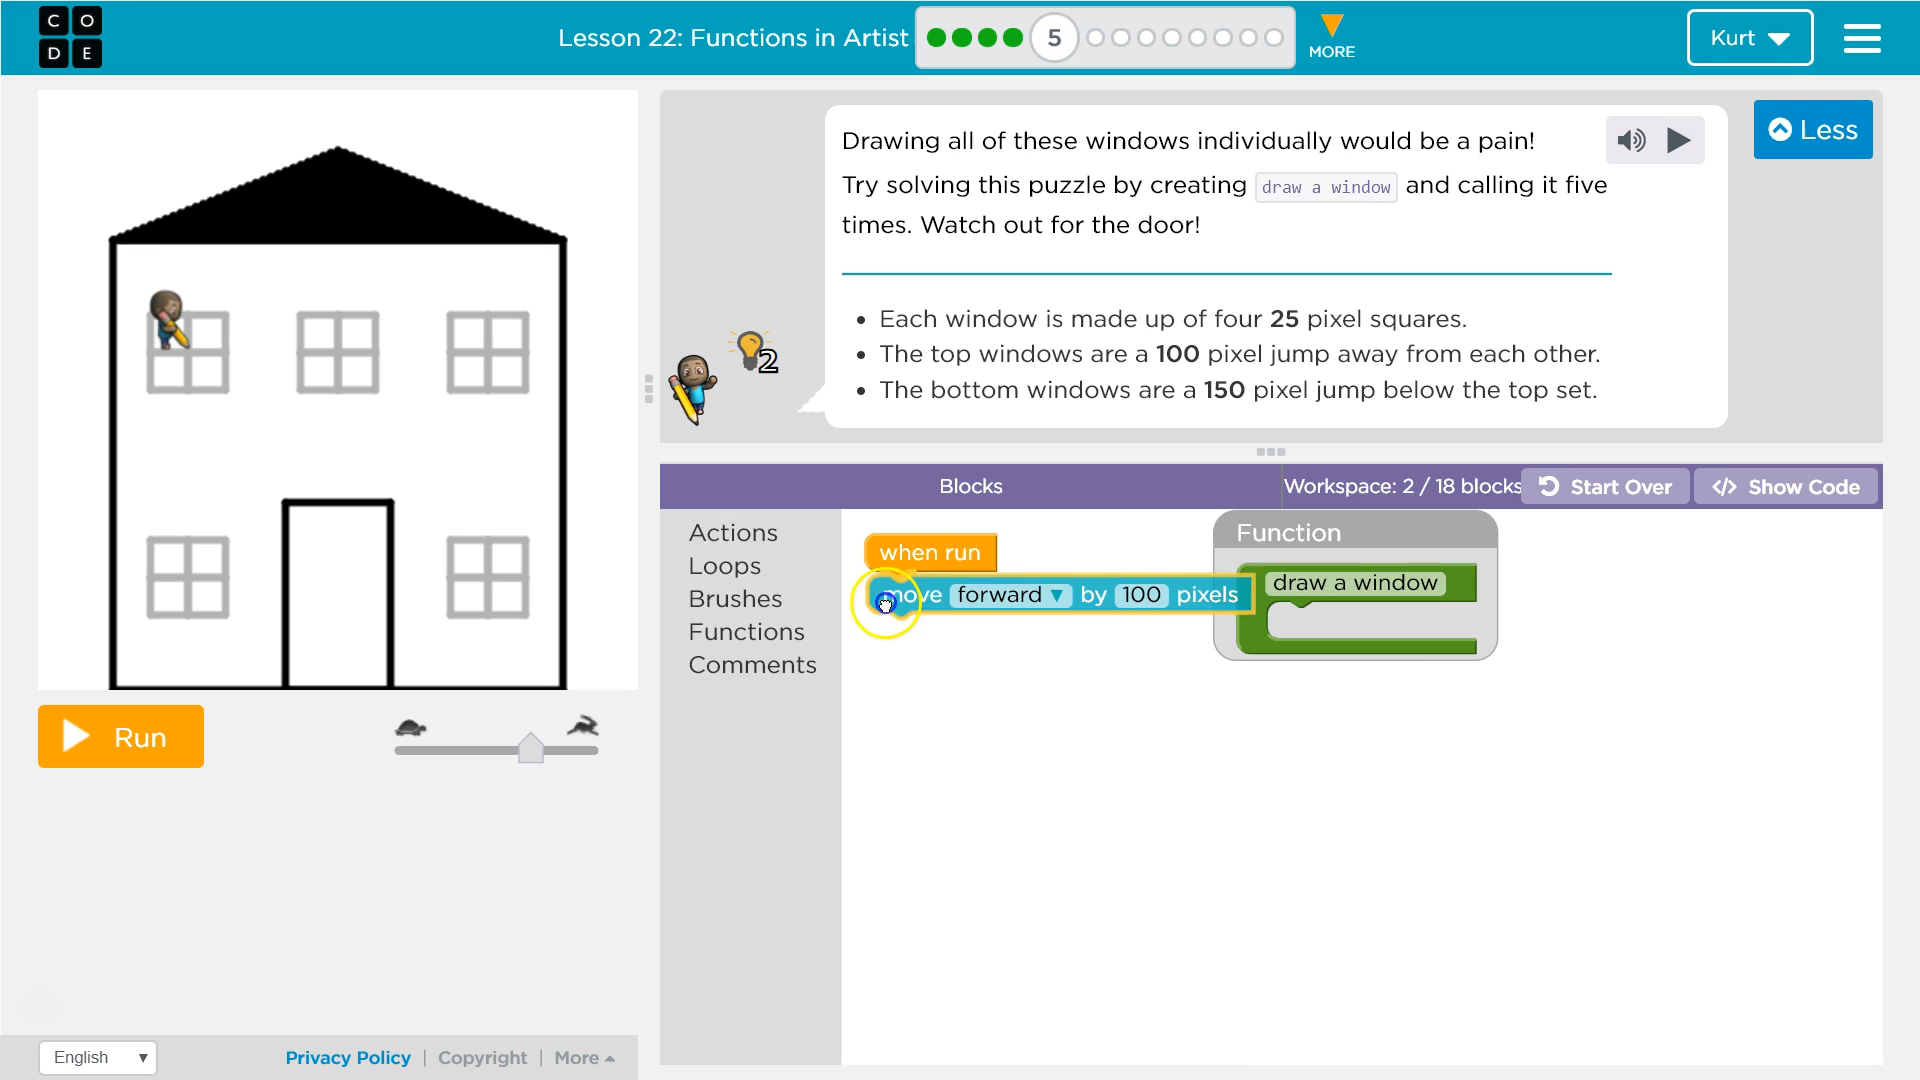 CODE
Lesson 22: Functions in Artist
5
MORE
Kurt
Drawing all of these windows individually would be a pain!
Try solving this puzzle by creating draw a window and calling it five
times. Watch out for the door!
Less
Each window is made up of four 25 pixel squares.
The top windows are a 100 pixel jump away from each other.
The bottom windows are a 150 pixel jump below the top set.
2
Blocks
Workspace: 2 / 18 blocks
Start Over
Show Code
Actions
Loops
Brushes
Functions
Comments
when run
move forward by 100 pixels
Function
draw a window
Run
English
Privacy Policy | Copyright | More